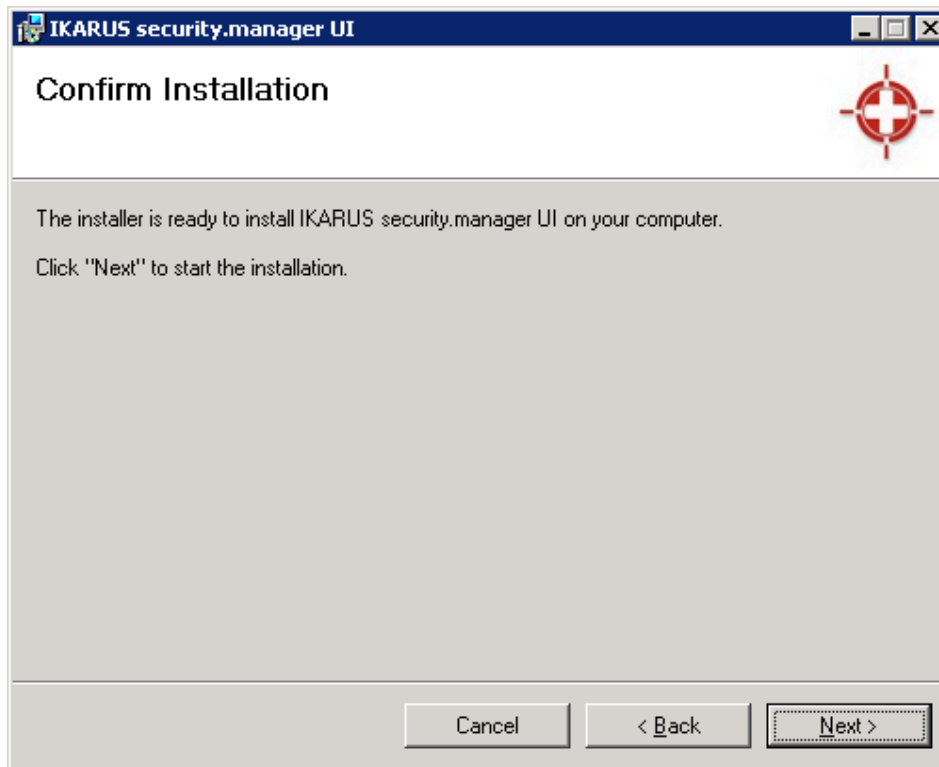 IKARUS security.manager UI
Confirm Installation
The installer is ready to install IKARUS security.manager UI on your computer.
Click "Next" to start the installation.
Cancel
< Back
Next >